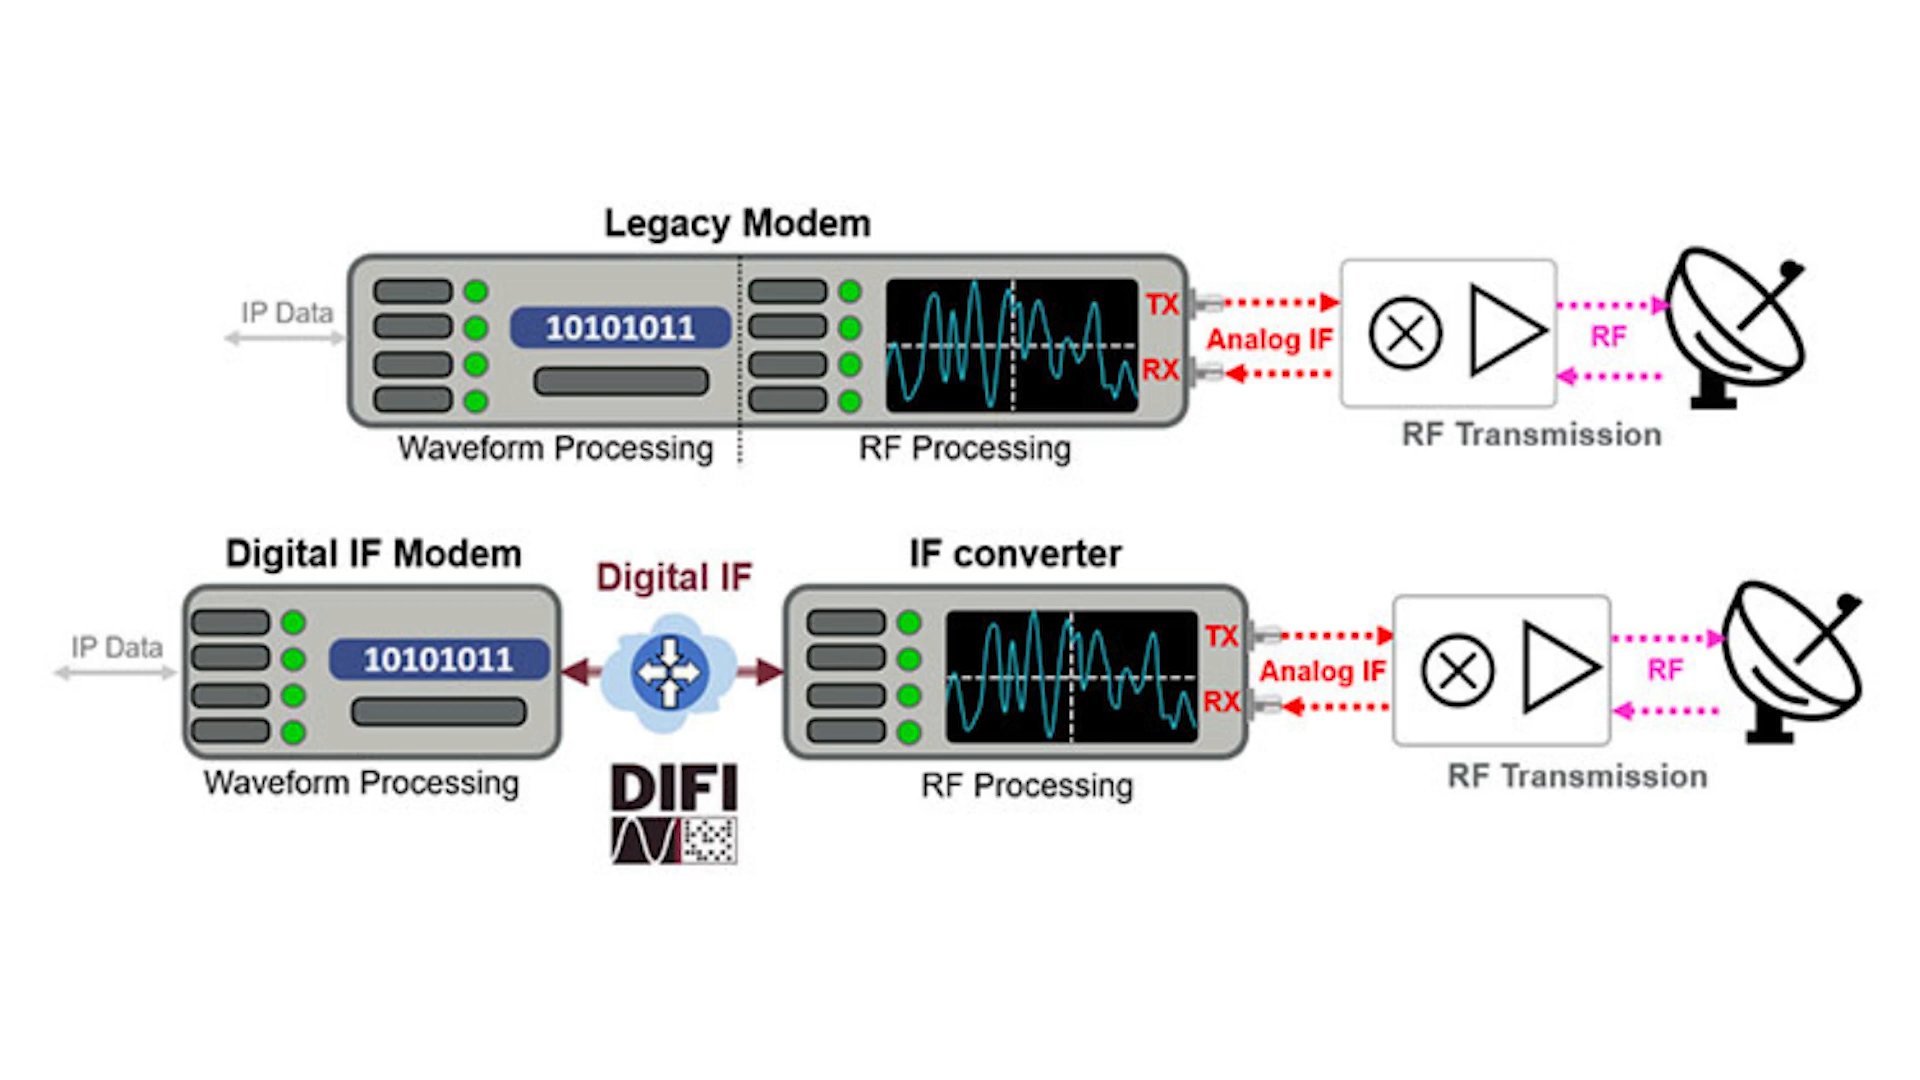 Legacy Modem
IP Data
10101011
TX
Analog IF
RX
RF
Waveform Processing
RF Processing
RF Transmission
Digital IF Modem
Digital IF
IF converter
IP Data
10101011
TX
Analog IF
RX
RF
Waveform Processing
DIFI
RF Processing
RF Transmission